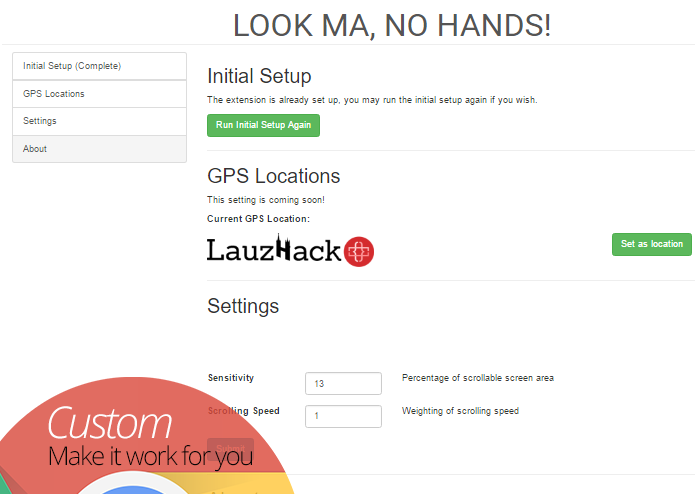 LOOK MA, NO HANDS!
Initial Setup (Complete)
GPS Locations
Settings
About
Initial Setup
The extension is already set up, you may run the initial setup again if you wish.
Run Initial Setup Again
GPS Locations
This setting is coming soon!
Current GPS Location:
LauzHack
Set as location
Settings
Sensitivity
13
Percentage of scrollable screen area
Scrolling Speed
1
Weighting of scrolling speed
Custom
Make it work for you